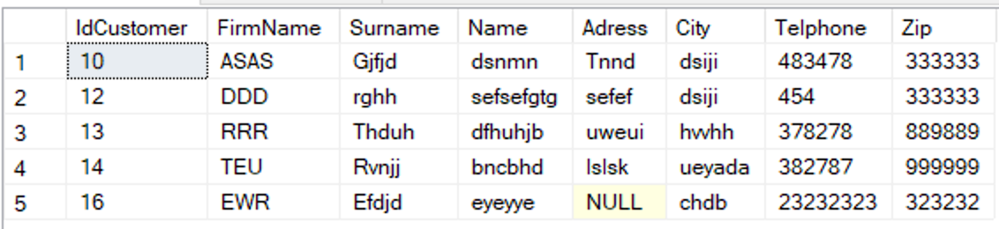 IdCustomer FirmName Surname Name Adress City Telphone Zip
1 10 ASAS Gjfjd dsnmn Tnnd dsiji 483478 333333
2 12 DDD rghh sefsefgtg sefef dsiji 454 333333
3 13 RRR Thduh dfhuhjb uweui hwhh 378278 889889
4 14 TEU Rvnjj bncbhd lslsk ueyada 382787 999999
5 16 EWR Efdjd eyeyye NULL chdb 23232323 323232